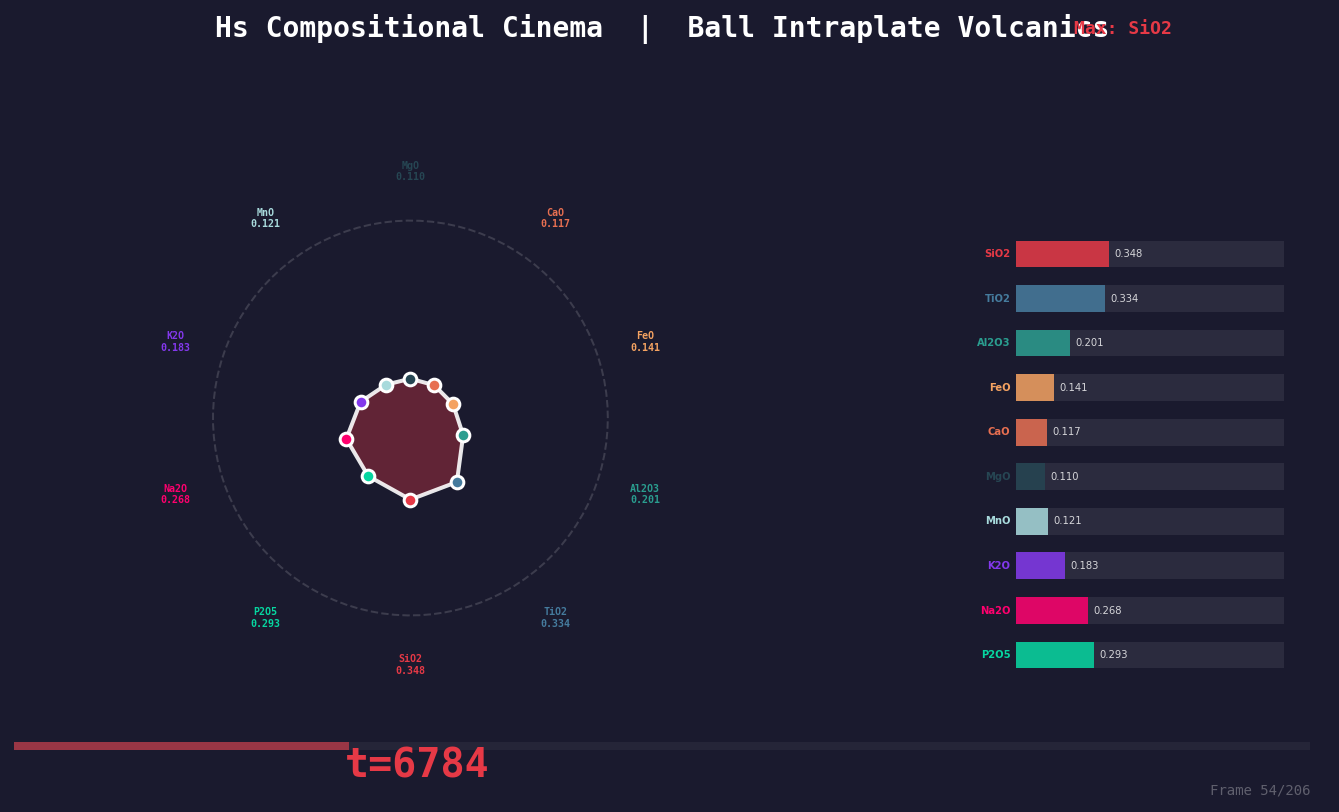 Hs Compositional Cinema | Ball Intraplate Volcanics
Max: SiO2
MgO
0.110
MnO
0.121
CaO
0.117
K2O
0.183
FeO
0.141
Na2O
0.268
Al2O3
0.201
P2O5
0.293
TiO2
0.334
SiO2
0.348
SiO2 0.348
TiO2 0.334
Al2O3 0.201
FeO 0.141
CaO 0.117
MgO 0.110
MnO 0.121
K2O 0.183
Na2O 0.268
P2O5 0.293
t=6784
Frame 54/206